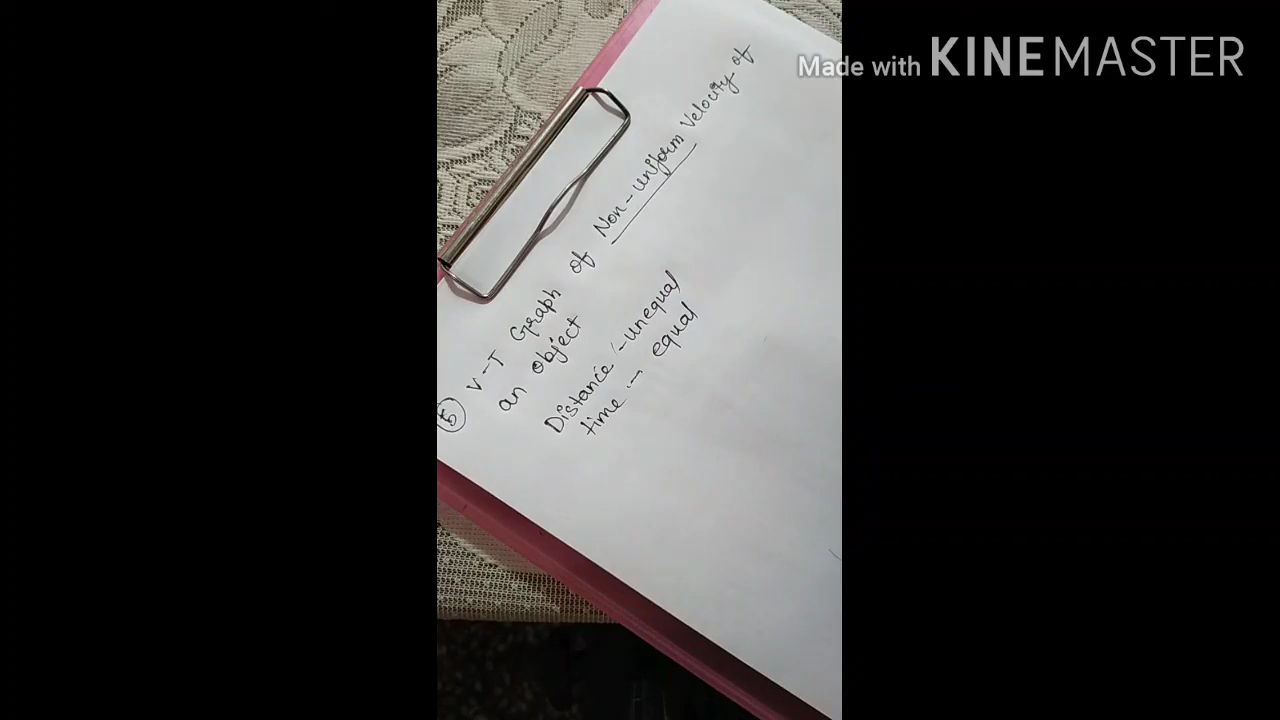 Made with KINEMASTER
⑤ V-T Graph of Non-uniform Velocity of
an object
Distance :- unequal
time :- equal